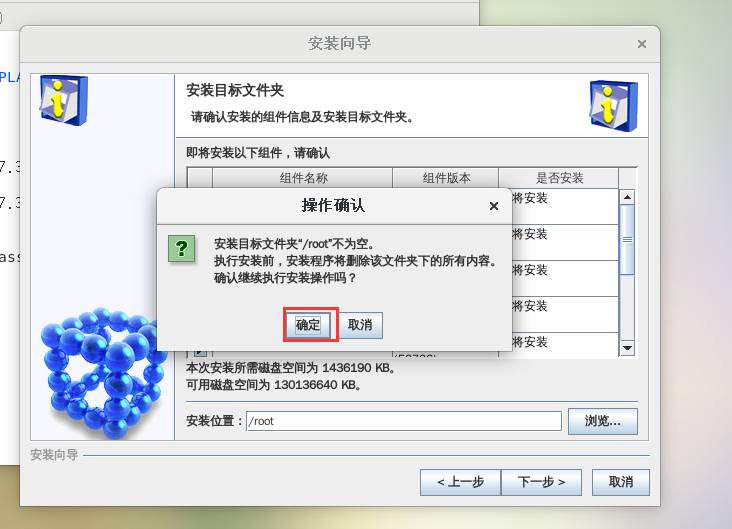 )
安装向导
PLA
7.3
7.3
ass
安装目标文件夹
请确认安装的组件信息及安装目标文件夹。
即将安装以下组件，请确认
组件名称 组件版本 是否安装
将安装
将安装
将安装
将安装
将安装
操作确认
安装目标文件夹“/root”不为空。
执行安装前，安装程序将删除该文件夹下的所有内容。
确认继续执行安装操作吗？
确定 取消
本次安装所需磁盘空间为 1436190 KB。
可用磁盘空间为 130136640 KB。
安装位置： /root 浏览...
安装向导
< 上一步 下一步 > 取消